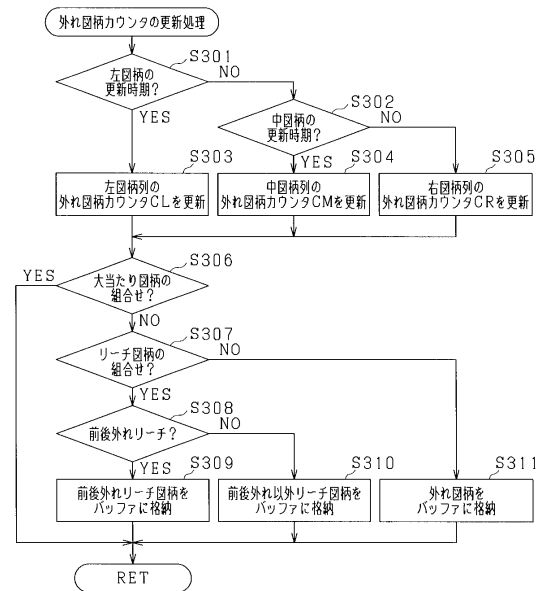 外れ図柄カウンタの更新処理
S301
左図柄の
更新時期?
NO
YES
S302
中図柄の
更新時期?
NO
YES
S303
左図柄列の
外れ図柄カウンタCLを更新
S304
中図柄列の
外れ図柄カウンタCMを更新
S305
右図柄列の
外れ図柄カウンタCRを更新
S306
大当たり図柄の
組合せ?
YES
NO
S307
リーチ図柄の
組合せ?
NO
YES
S308
前後外れリーチ?
NO
YES
S309
前後外れリーチ図柄を
バッファに格納
S310
前後外れ以外リーチ図柄を
バッファに格納
S311
外れ図柄を
バッファに格納
RET